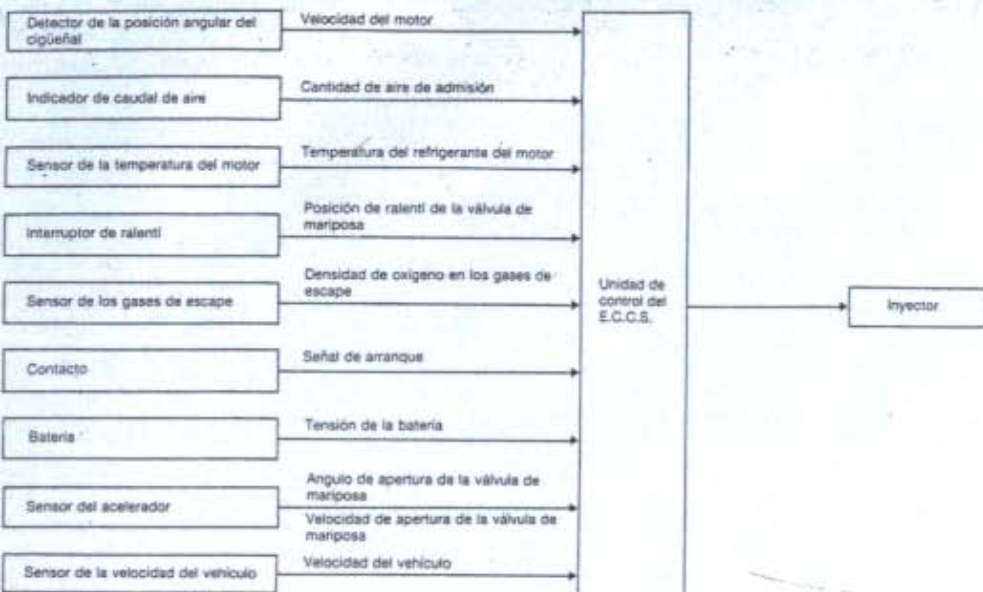 Detector de la posición angular del
cigüeñal
Velocidad del motor
Indicador de caudal de aire
Cantidad de aire de admisión
Sensor de la temperatura del motor
Temperatura del refrigerante del motor
Interruptor de ralentí
Posición de ralentí de la válvula de
mariposa
Sensor de los gases de escape
Densidad de oxígeno en los gases de
escape
Contacto
Señal de arranque
Batería
Tensión de la batería
Sensor del acelerador
Angulo de apertura de la válvula de
mariposa
Velocidad de apertura de la válvula de
mariposa
Sensor de la velocidad del vehículo
Velocidad del vehículo
Unidad de
control del
E.C.C.S.
Inyector